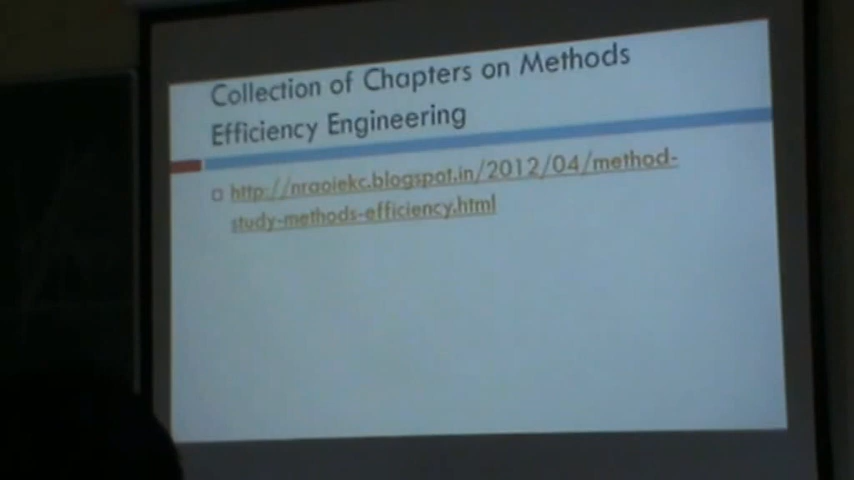 Collection of Chapters on Methods
Efficiency Engineering
http://nraoiekc.blogspot.in/2012/04/method-
study-methods-efficiency.html